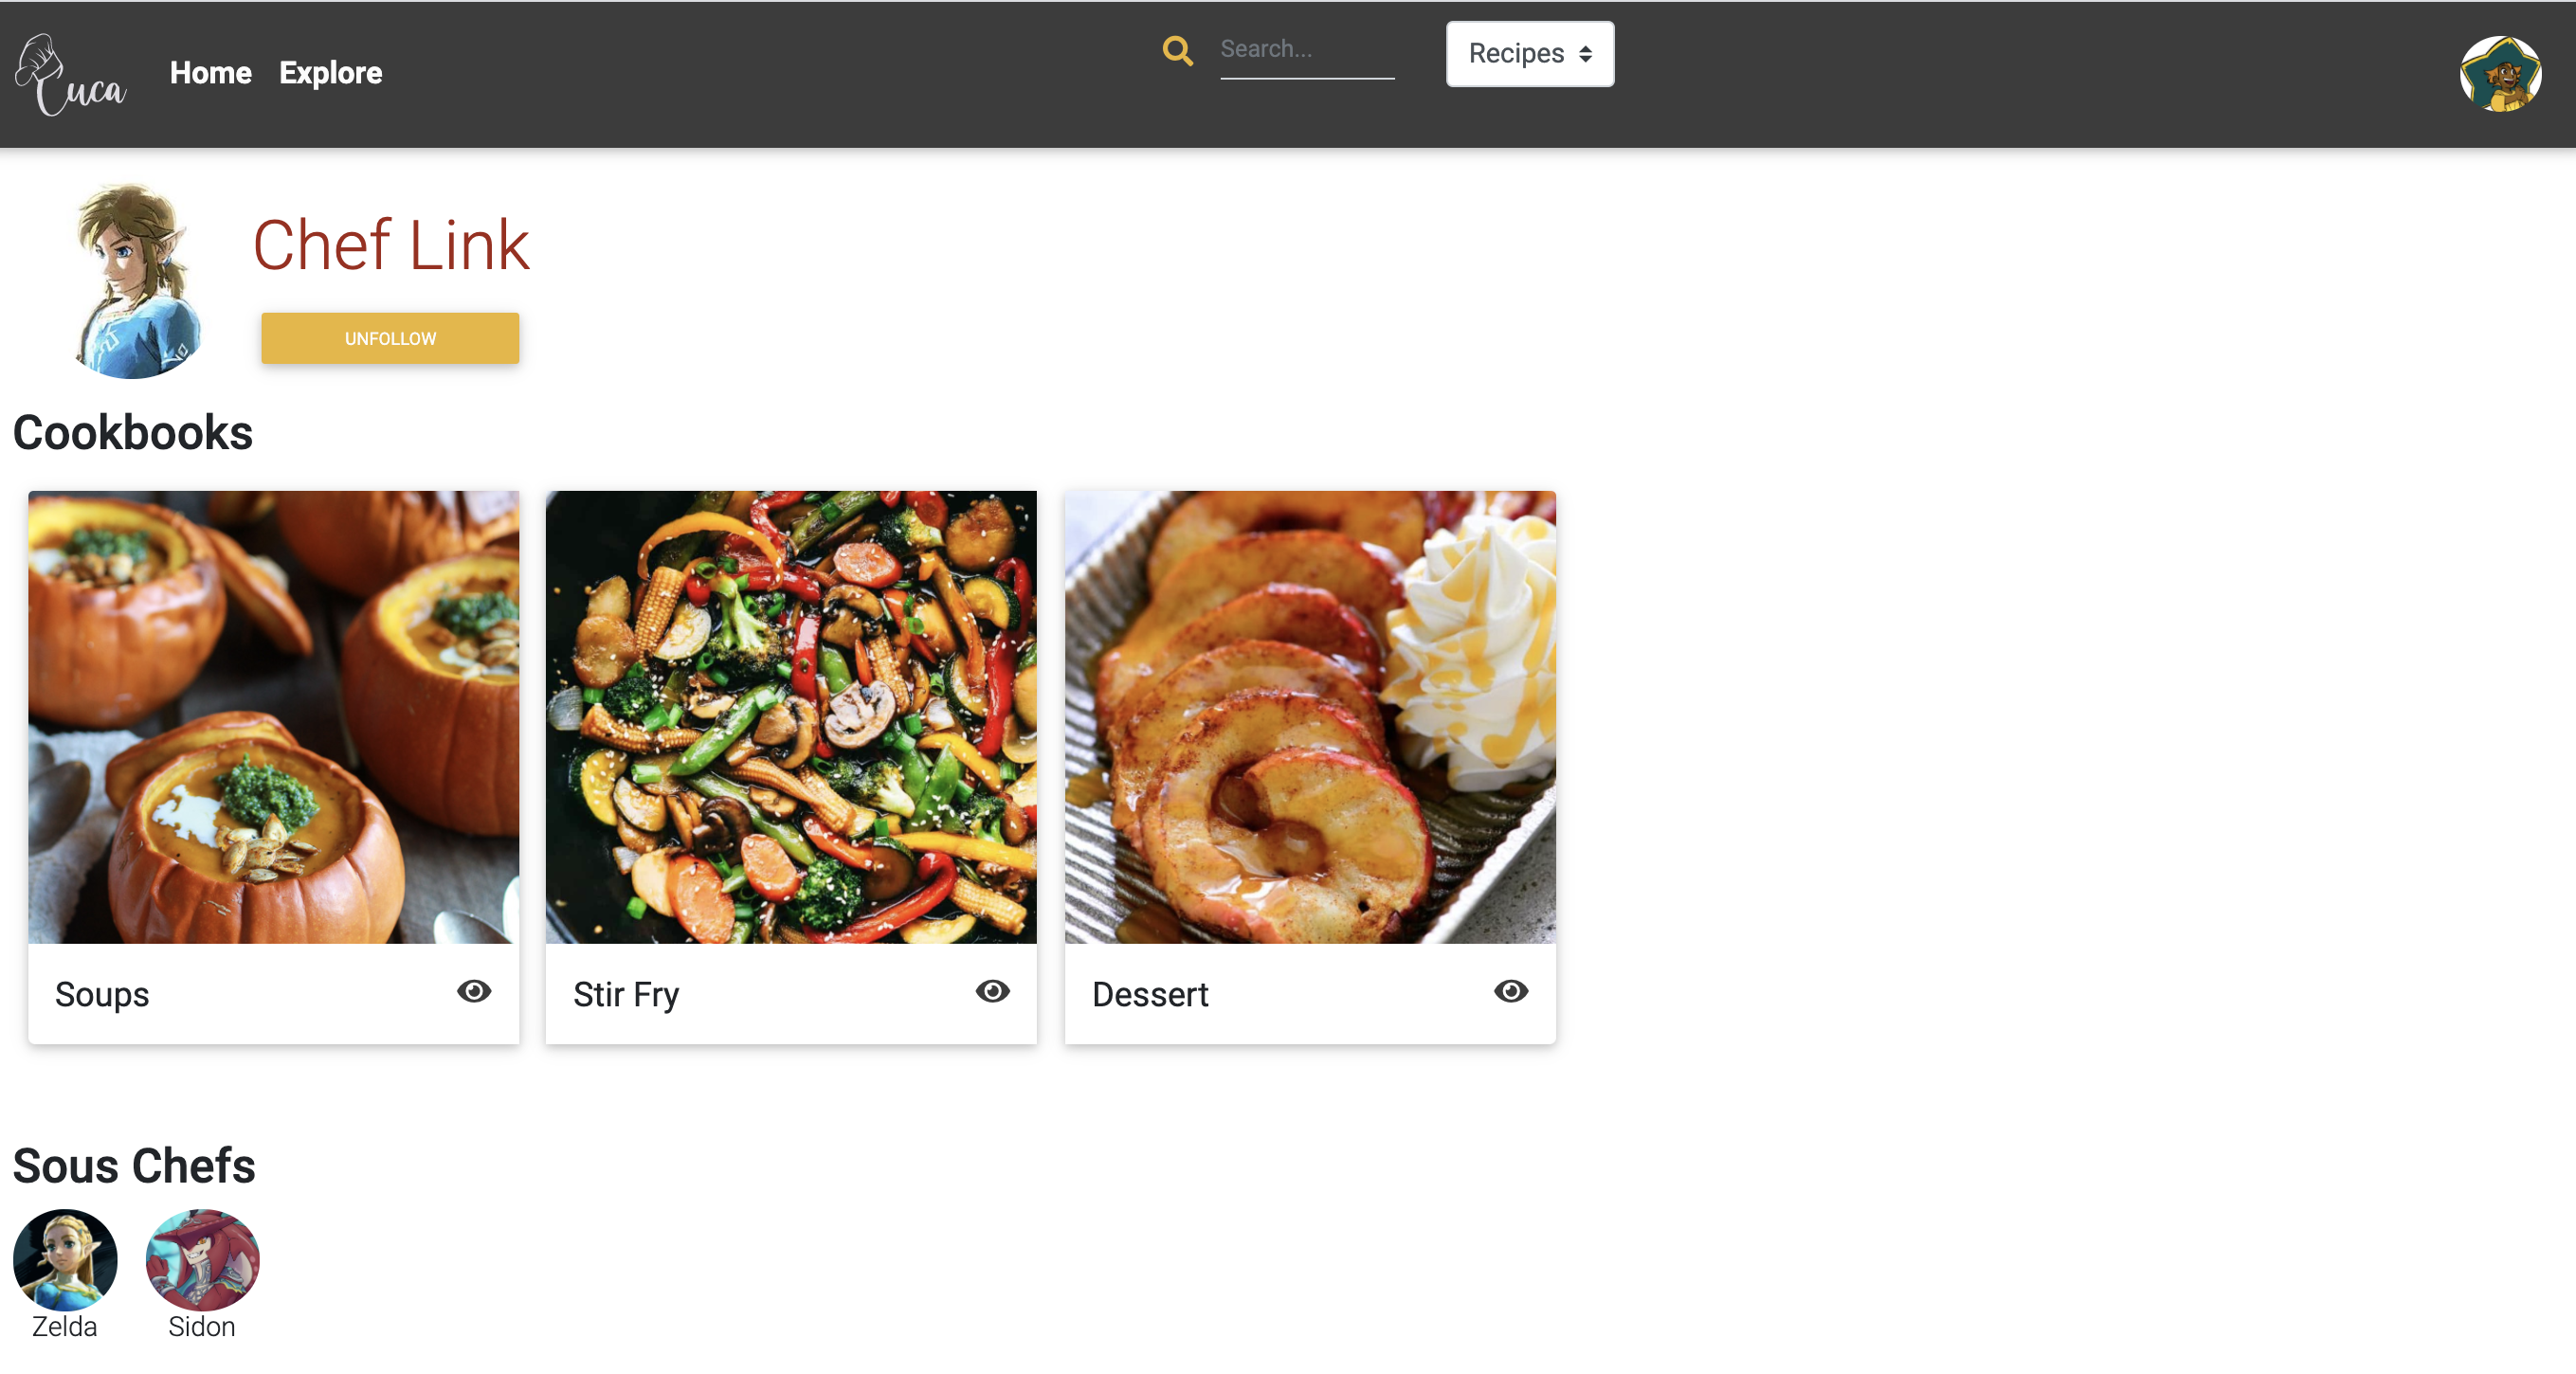 Cuca
Home Explore
Search...
Recipes
Chef Link
UNFOLLOW
Cookbooks
Soups
Stir Fry
Dessert
Sous Chefs
Zelda
Sidon